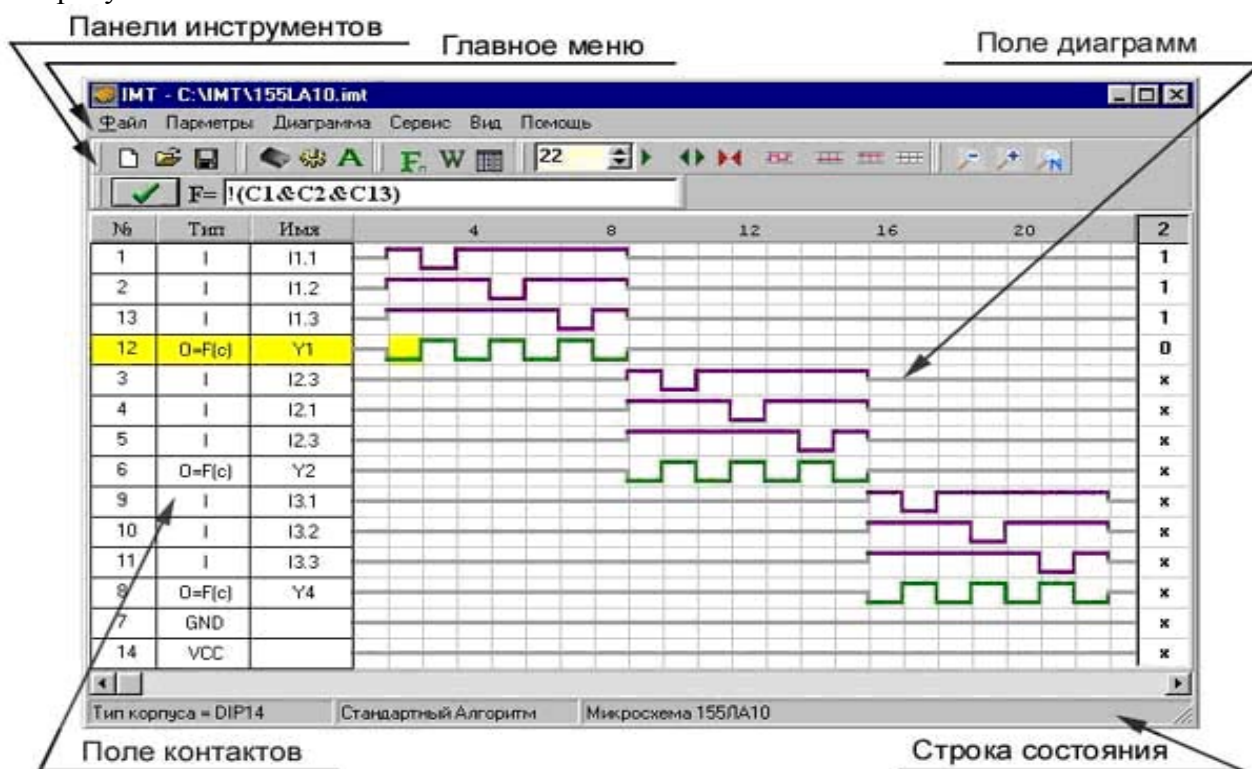 Панели инструментов
Главное меню
Поле диаграмм
IMT - C:\IMT\155LA10.imt
Файл Парметры Диаграмма Сервис Вид Помощь
A F W 22 N
F= !(C1&C2&C13)
№ Тип Имя 4 8 12 16 20 2
1 I I1.1 1
2 I I1.2 1
13 I I1.3 1
12 O=F(c) Y1 0
3 I I2.3 x
4 I I2.1 x
5 I I2.3 x
6 O=F(c) Y2 x
9 I I3.1 x
10 I I3.2 x
11 I I3.3 x
8 O=F(c) Y4 x
7 GND x
14 VCC x
Тип корпуса = DIP14 Стандартный Алгоритм Микросхема 155ЛА10
Поле контактов
Строка состояния